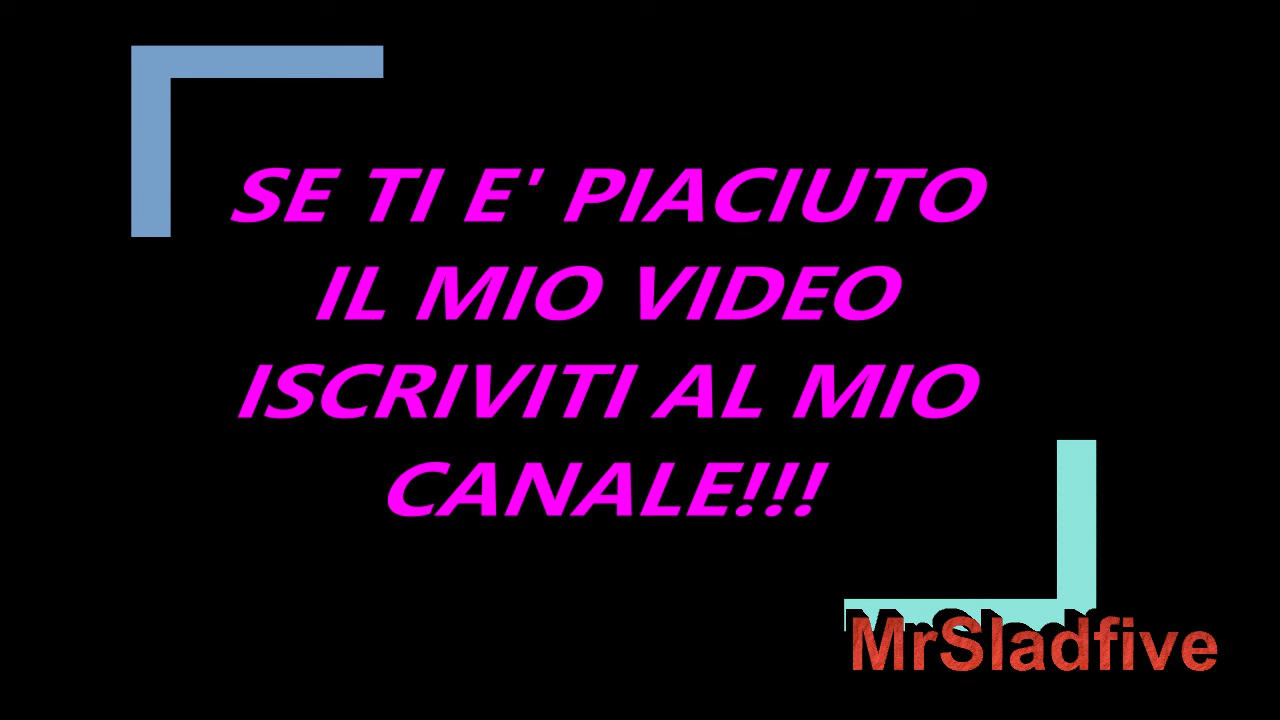 SE TI E' PIACIUTO
IL MIO VIDEO
ISCRIVITI AL MIO
CANALE!!!
MrSladfive